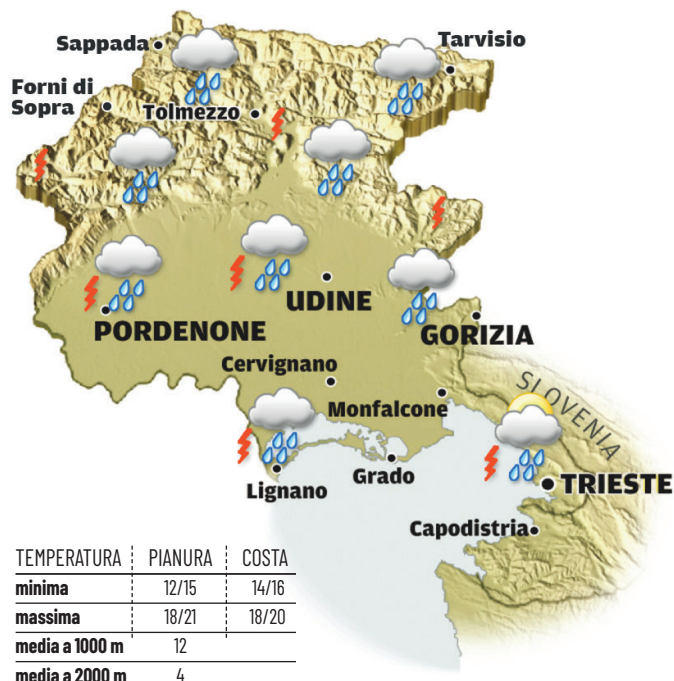 Sappada
Tarvisio
Forni di
Sopra
Tolmezzo
UDINE
PORDENONE
GORIZIA
Cervignano
SLOVENIA
Monfalcone
Grado
Lignano
TRIESTE
Capodistria
TEMPERATURA PIANURA COSTA
minima 12/15 14/16
massima 18/21 18/20
media a 1000 m 12
media a 2000 m 4